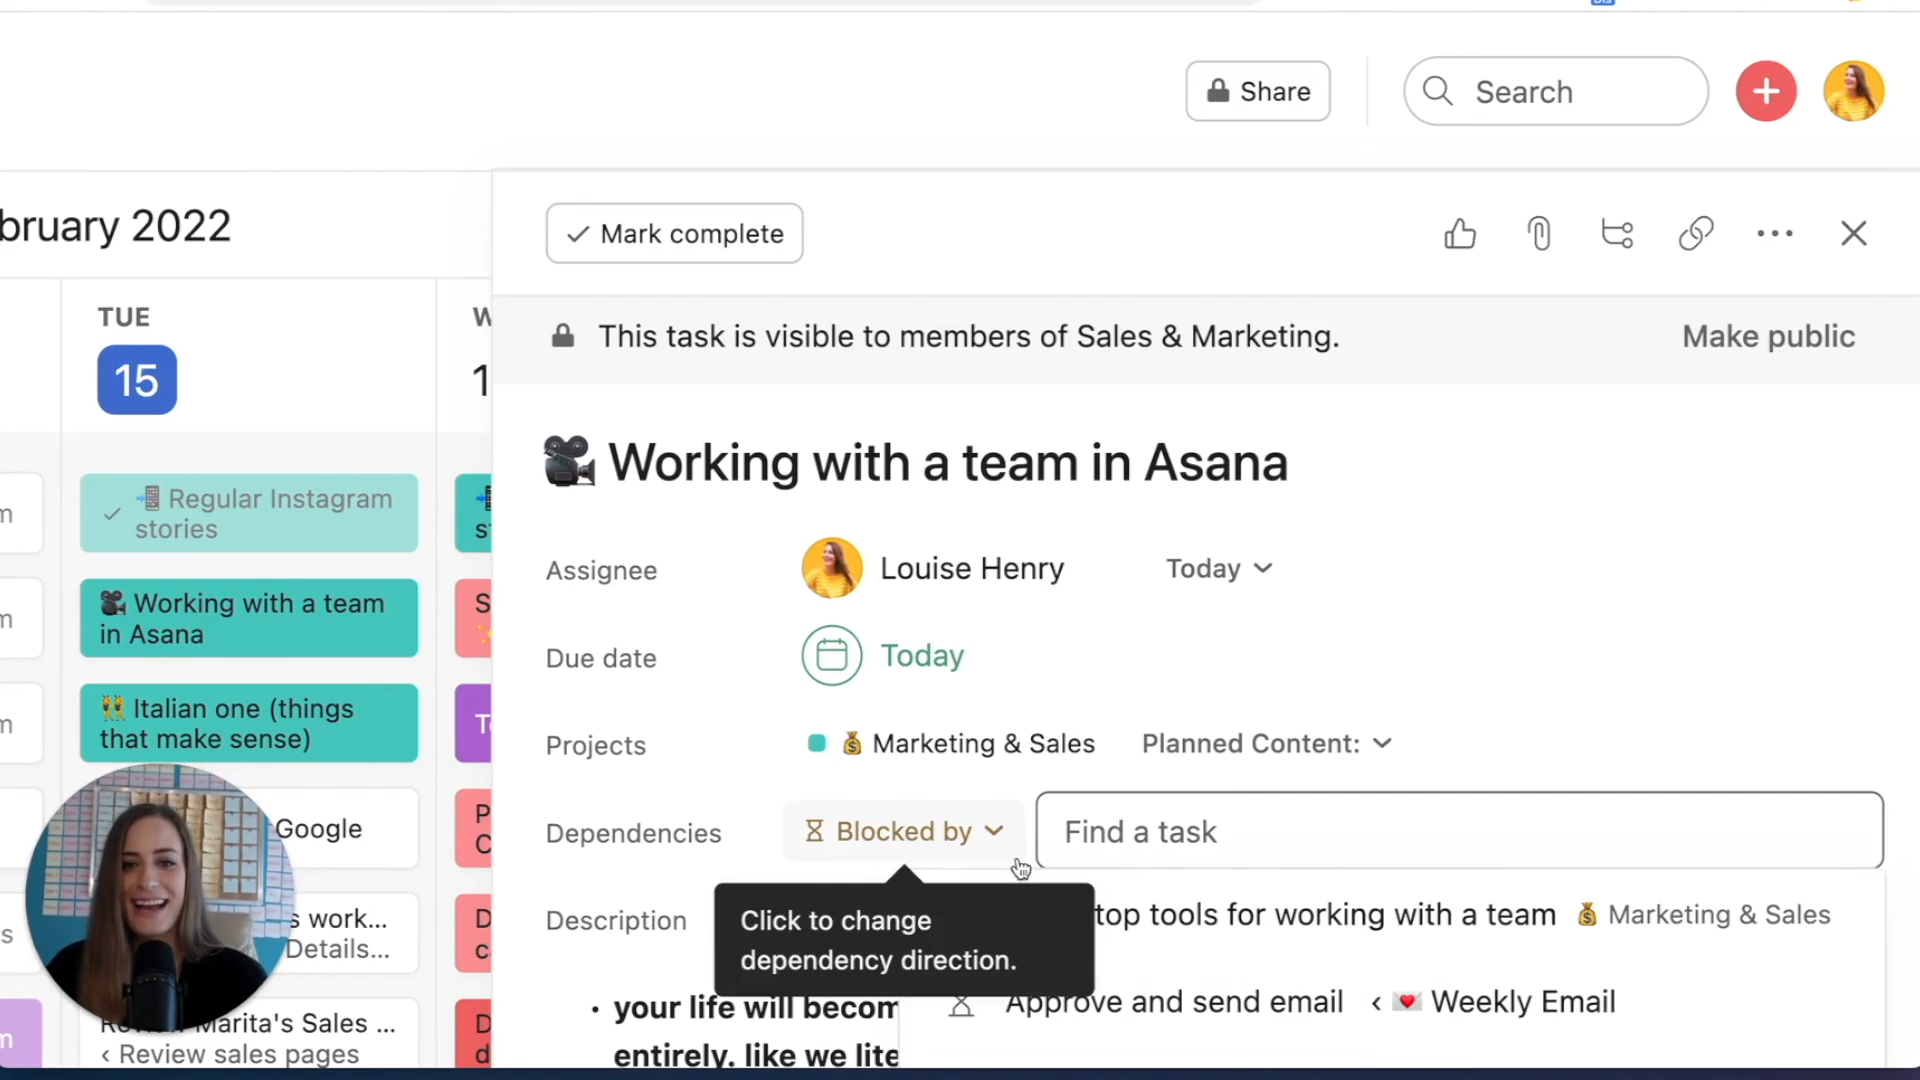 Share
Search
bruary 2022
Mark complete
TUE
W
15
1
This task is visible to members of Sales & Marketing.
Make public
Working with a team in Asana
Regular Instagram
stories
Assignee
Louise Henry
Today
Working with a team
in Asana
Due date
Today
Italian one (things
that make sense)
Projects
Marketing & Sales
Planned Content:
Google
Dependencies
Blocked by
Find a task
Description
Click to change
dependency direction.
top tools for working with a team
Marketing & Sales
s work...
Details...
Approve and send email ‹ Weekly Email
• your life will becom
entirely. like we lite
Marita's Sales ...
‹ Review sales pages